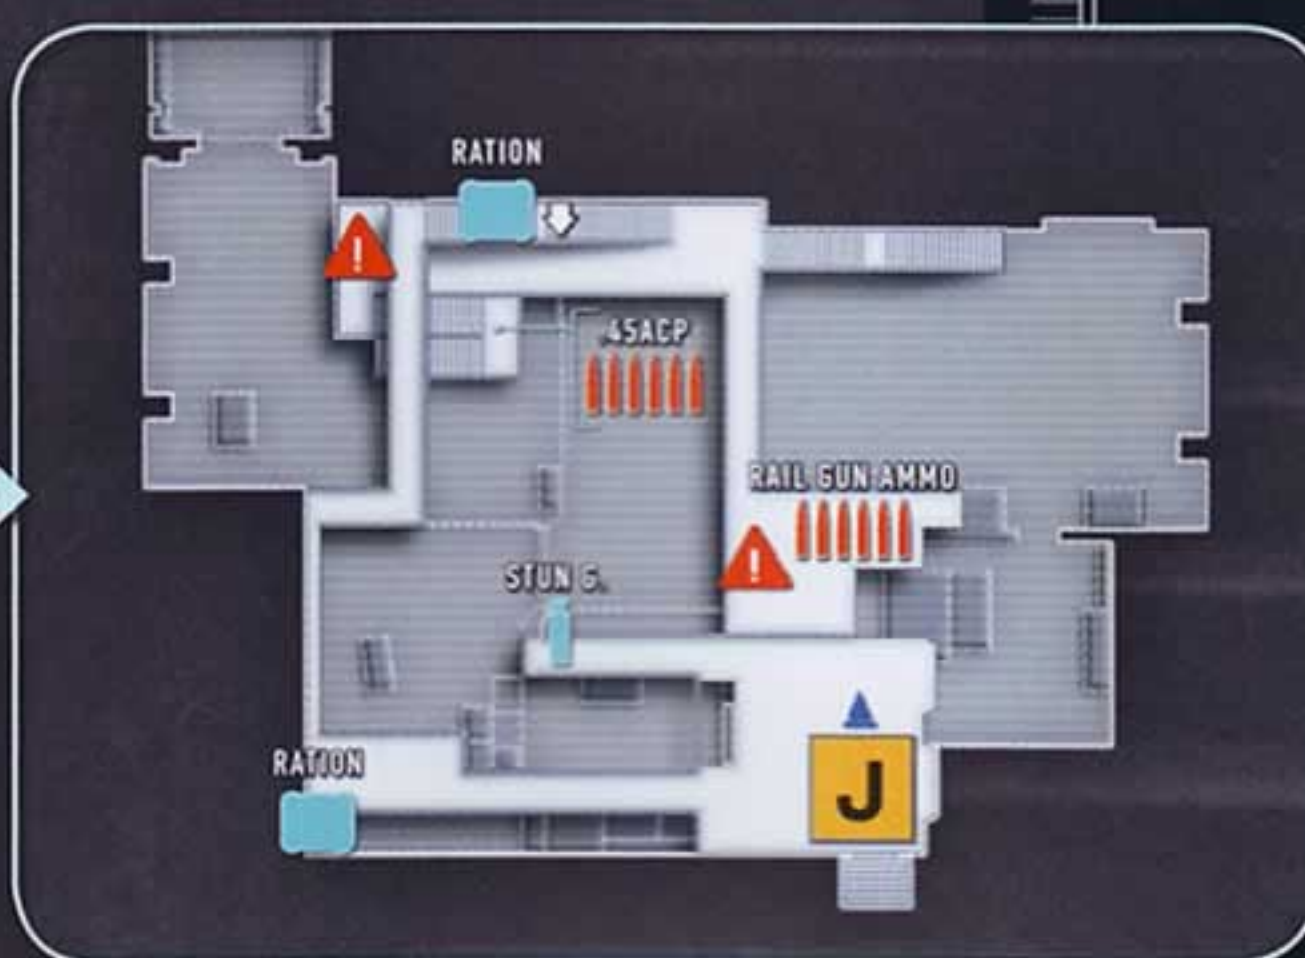 RATION
!
.45ACP
RAIL GUN AMMO
!
STUN G.
RATION
J